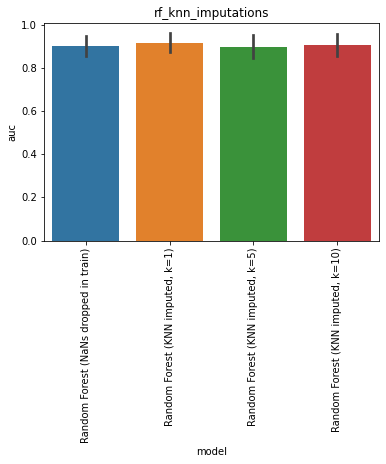 rf_knn_imputations
auc
1.0
0.8
0.6
0.4
0.2
0.0
Random Forest (NaNs dropped in train)
Random Forest (KNN imputed, k=1)
Random Forest (KNN imputed, k=5)
Random Forest (KNN imputed, k=10)
model